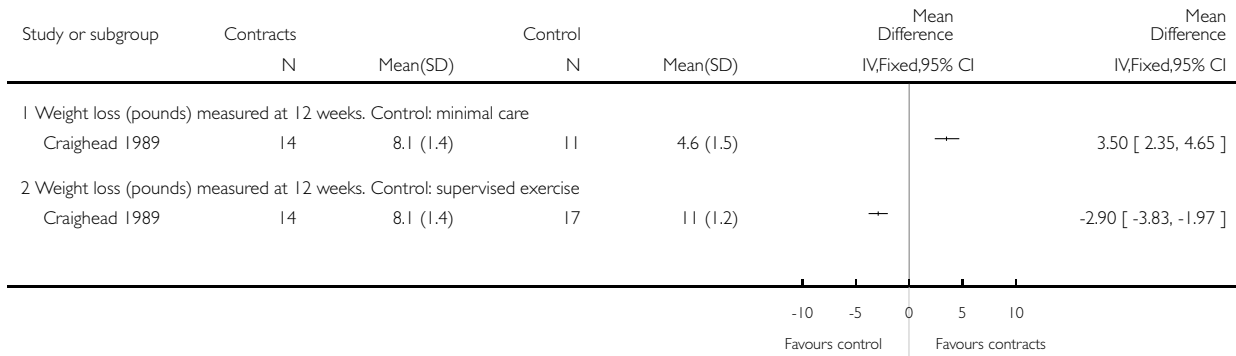 Study or subgroup Contracts Control Mean Difference Mean Difference
N Mean(SD) N Mean(SD) IV,Fixed,95% CI IV,Fixed,95% CI
1 Weight loss (pounds) measured at 12 weeks. Control: minimal care
Craighead 1989 14 8.1 (1.4) 11 4.6 (1.5) 3.50 [ 2.35, 4.65 ]
2 Weight loss (pounds) measured at 12 weeks. Control: supervised exercise
Craighead 1989 14 8.1 (1.4) 17 11 (1.2) -2.90 [ -3.83, -1.97 ]
-10 -5 0 5 10
Favours control Favours contracts